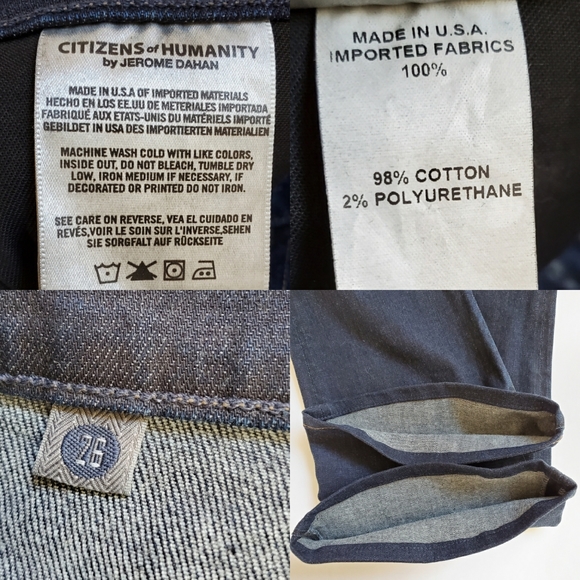 CITIZENS of HUMANITY
by JEROME DAHAN
MADE IN U.S.A OF IMPORTED MATERIALS
HECHO EN LOS EE.UU DE METERIALES IMPORTADA
FABRIQUÉ AUX ETATS-UNIS DU MATÉRIELS IMPORTÉ
GEBILDET IN USA DES IMPORTIERTEN MATERIALIEN
MACHINE WASH COLD WITH LIKE COLORS,
INSIDE OUT, DO NOT BLEACH, TUMBLE DRY
LOW, IRON MEDIUM IF NECESSARY, IF
DECORATED OR PRINTED DO NOT IRON.
SEE CARE ON REVERSE, VEA EL CUIDADO EN
REVÉS,VOIR LE SOIN SUR L'INVERSE,SEHEN
SIE SORGFALT AUF RÜCKSEITE
MADE IN U.S.A.
IMPORTED FABRICS
100%
98% COTTON
2% POLYURETHANE
26